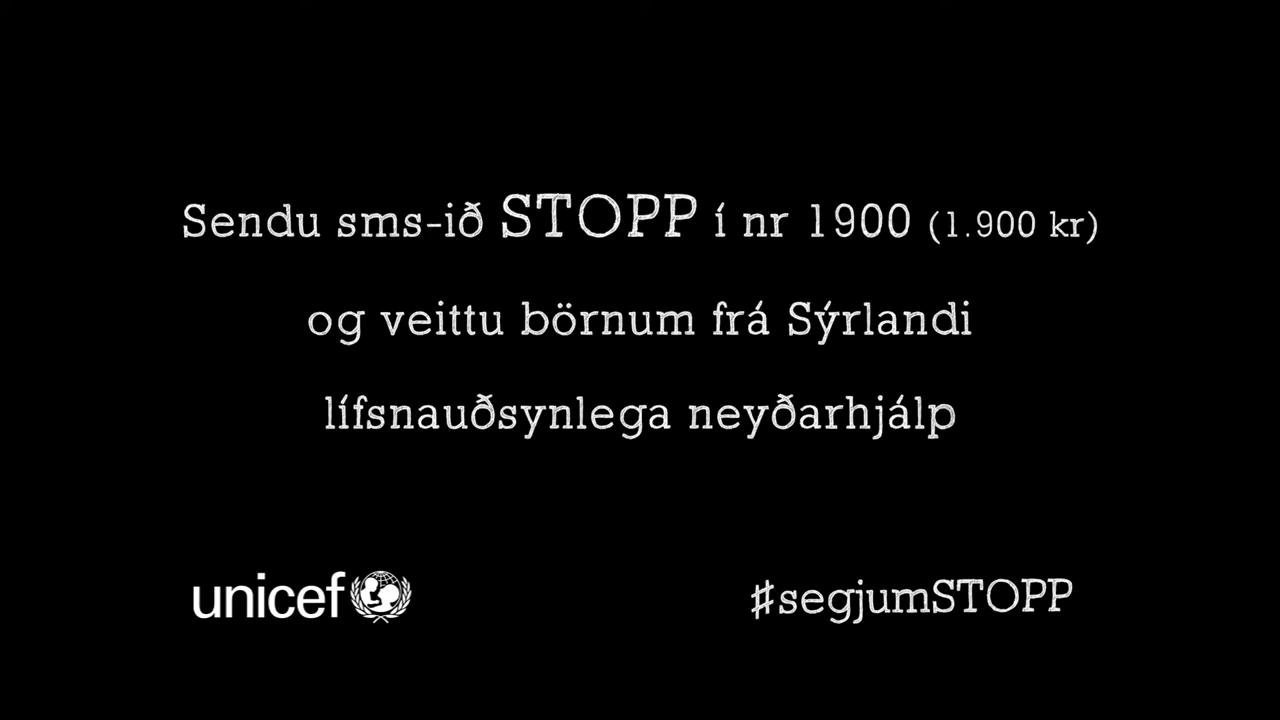 Sendu sms-ið STOPP í nr 1900 (1.900 kr)
og veittu börnum frá Sýrlandi
lífsnauðsynlega neyðarhjálp
unicef
#segjumSTOPP